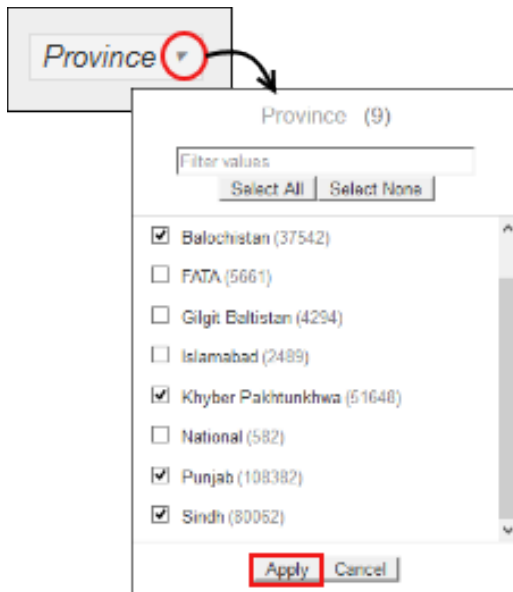 Province
Province (9)
Filter values
Select All Select None
Balochistan (37542)
FATA (5661)
Gilgit Baltistan (4294)
Islamabad (2489)
Khyber Pakhtunkhwa (51648)
National (582)
Punjab (108382)
Sindh (80062)
Apply Cancel